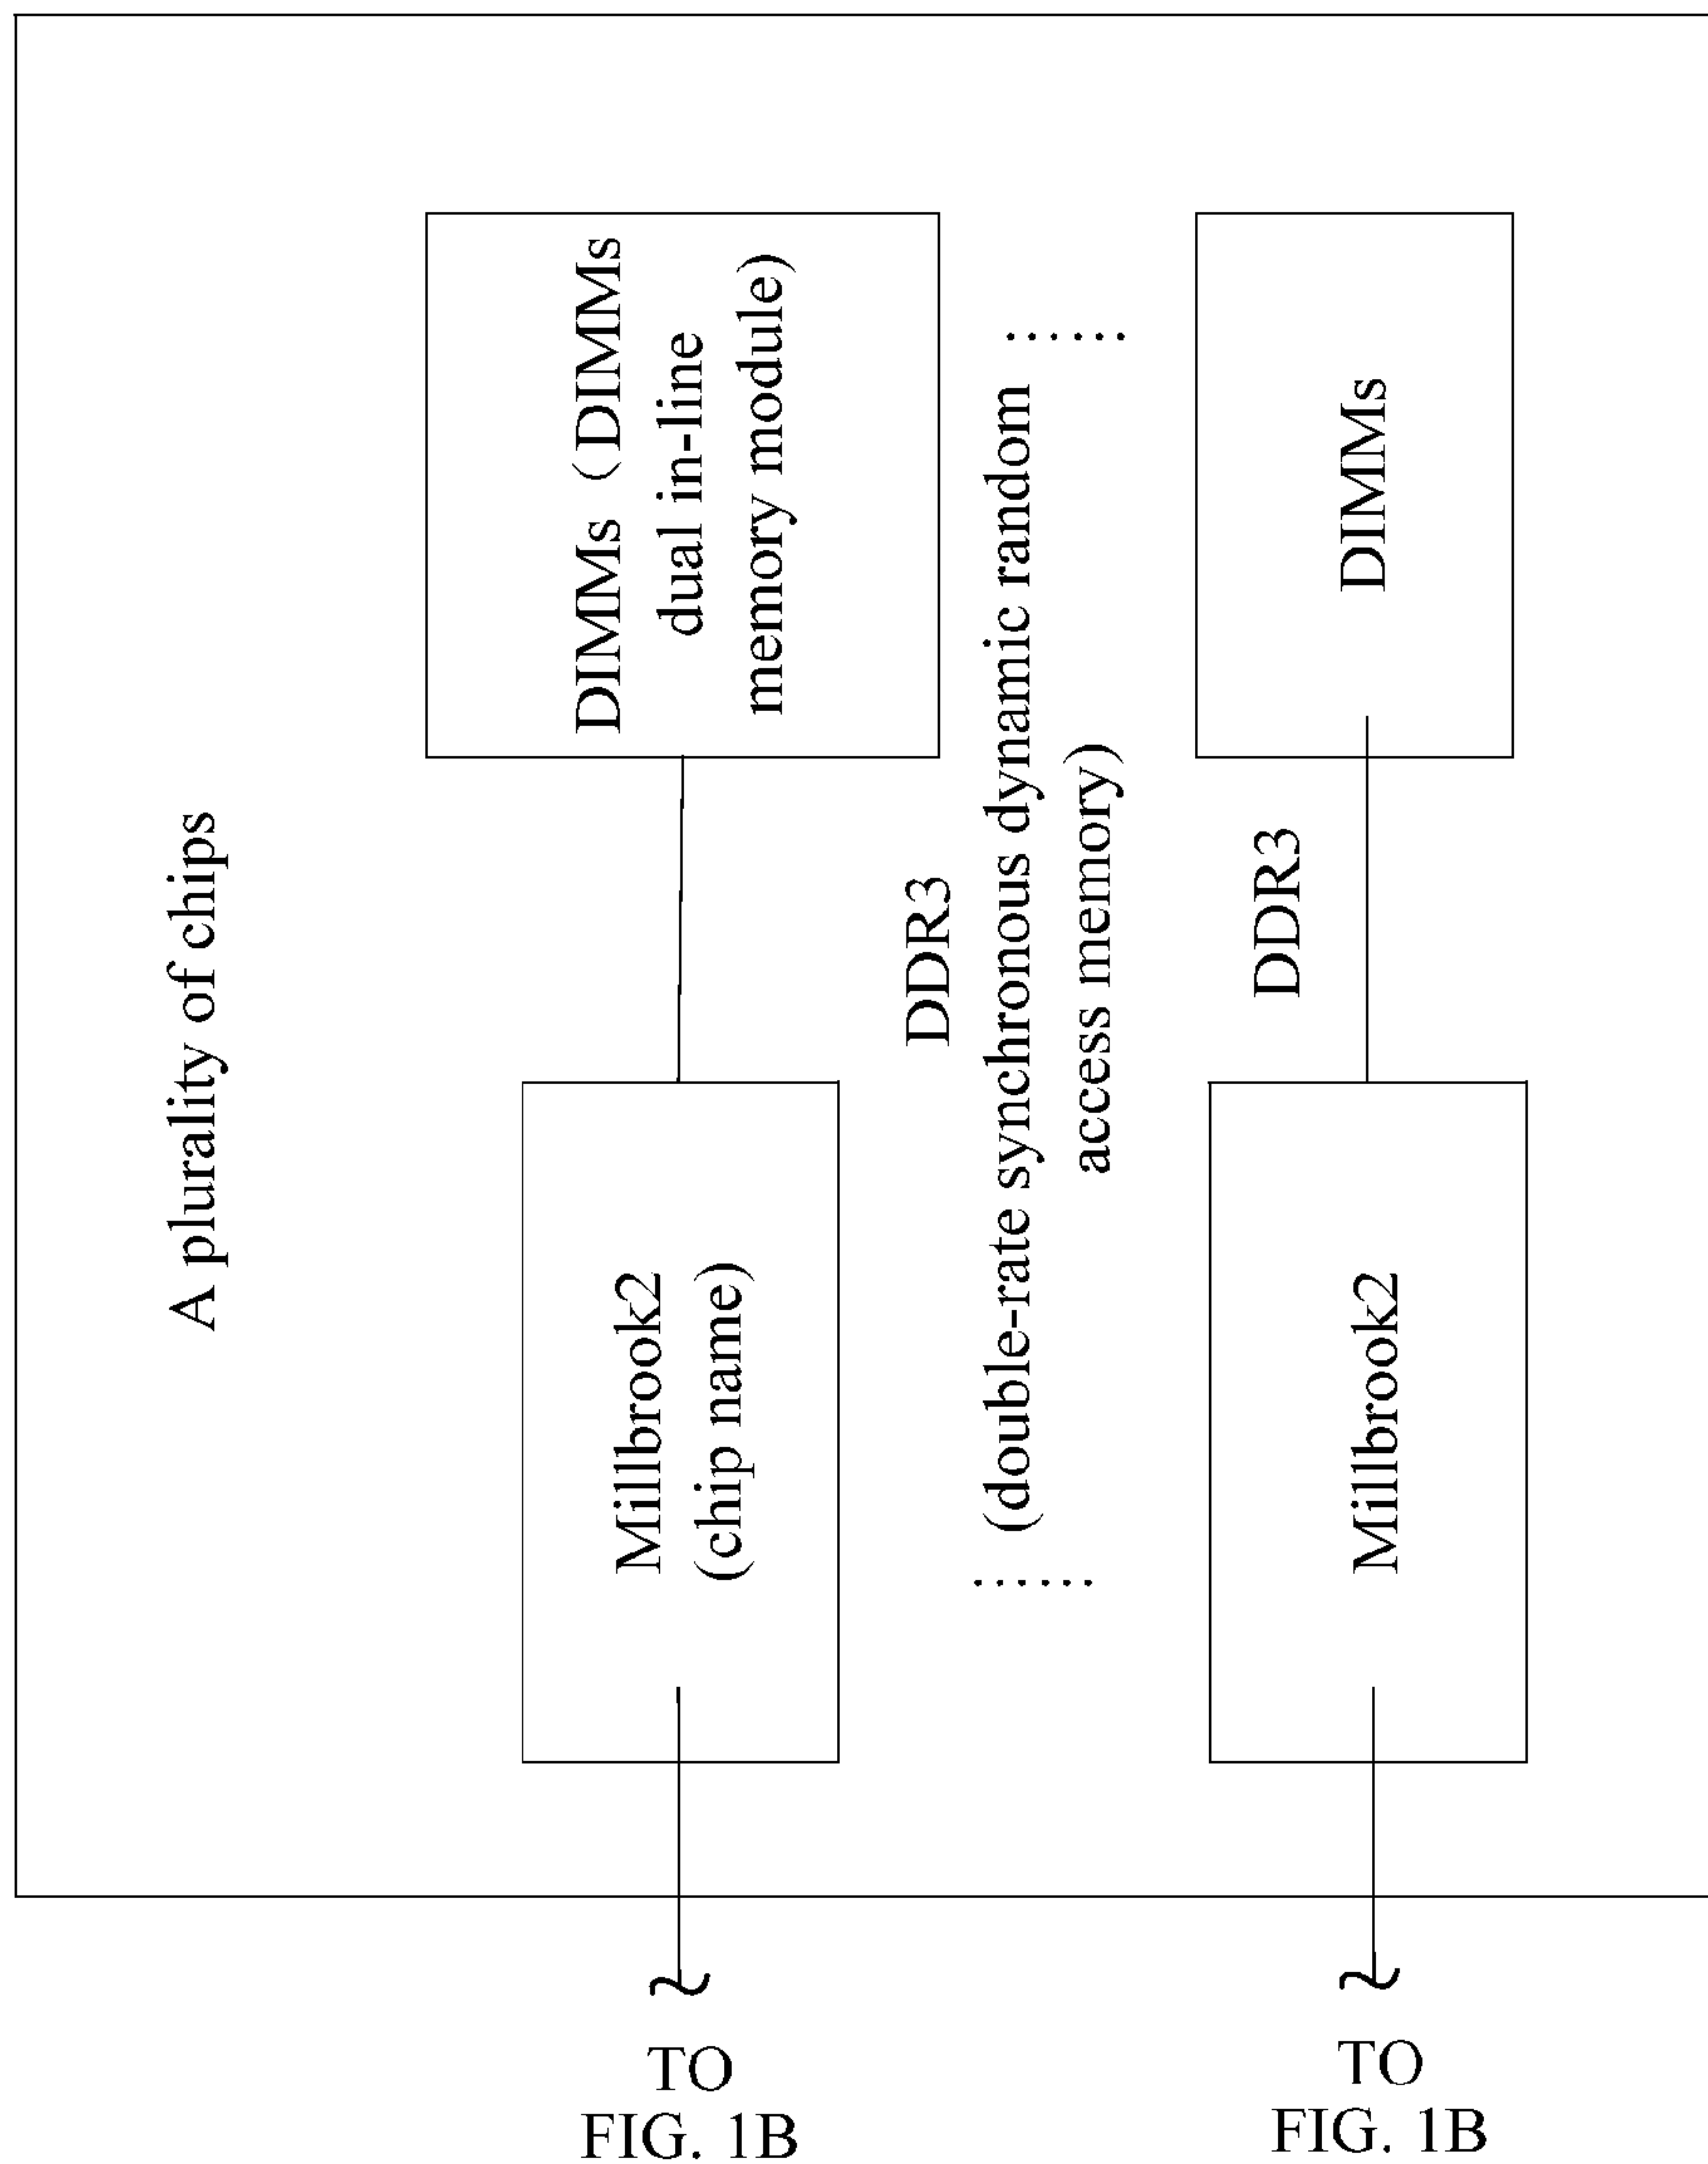 A plurality of chips
Millbrook2
(chip name)
DIMMs (DIMMs
dual in-line
memory module)
DDR3
(double-rate synchronous dynamic random
access memory)
......
......
Millbrook2
DDR3
DIMMs
TO
FIG. 1B
TO
FIG. 1B